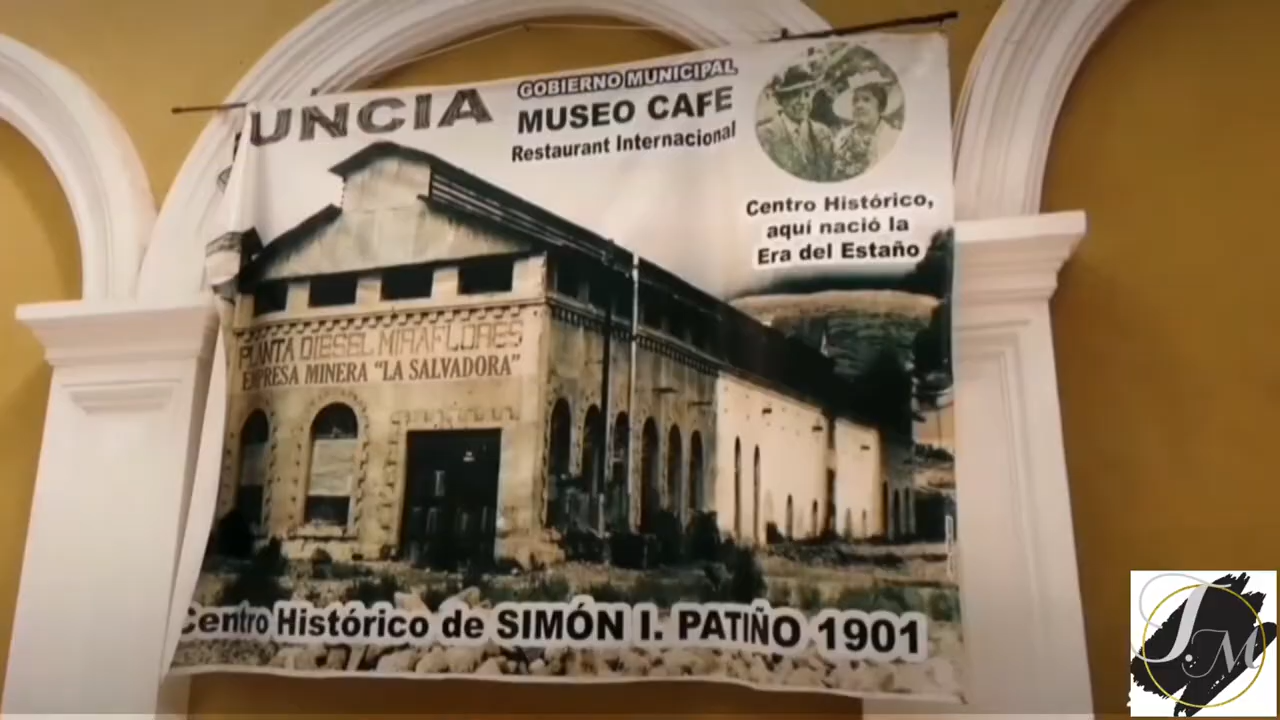 UNCIA
GOBIERNO MUNICIPAL
MUSEO CAFE
Restaurant Internacional
Centro Histórico,
aquí nació la
Era del Estaño
PLANTA DIESEL MIRAFLORES
EMPRESA MINERA "LA SALVADORA"
Centro Histórico de SIMÓN I. PATIÑO 1901
J.M